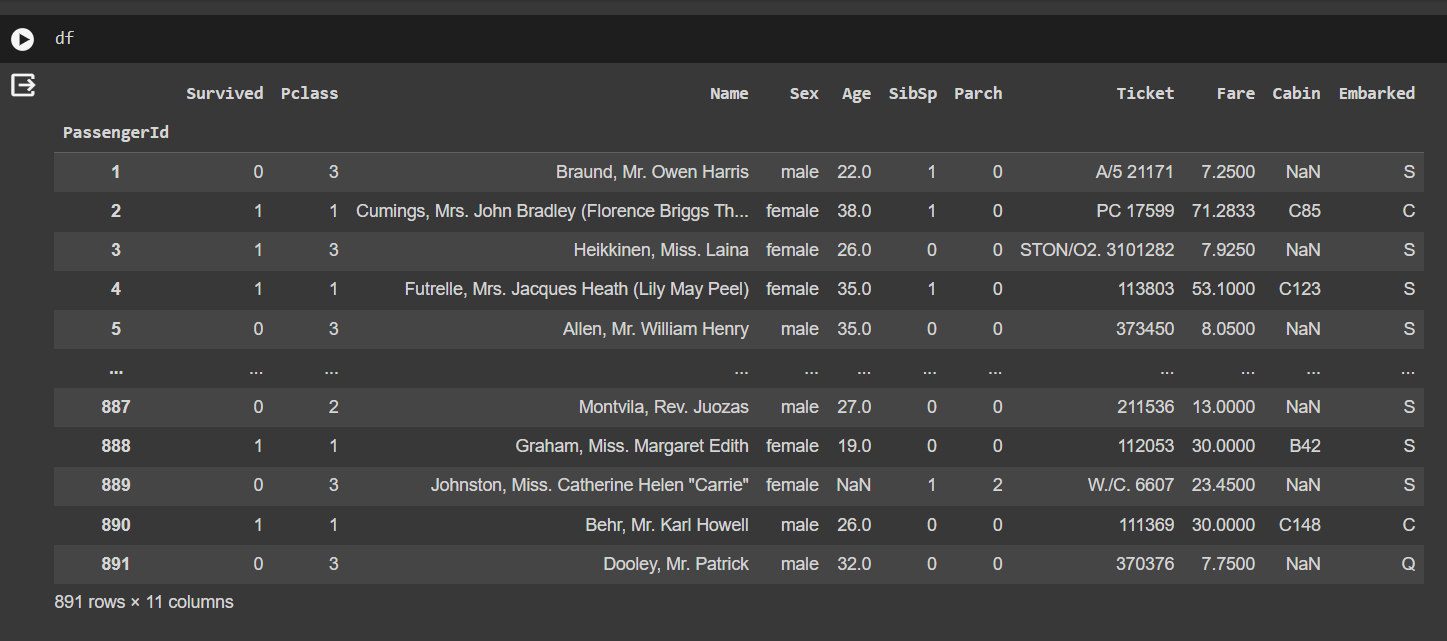 df
Survived Pclass Name Sex Age SibSp Parch Ticket Fare Cabin Embarked
PassengerId
1 0 3 Braund, Mr. Owen Harris male 22.0 1 0 A/5 21171 7.2500 NaN S
2 1 1 Cumings, Mrs. John Bradley (Florence Briggs Th... female 38.0 1 0 PC 17599 71.2833 C85 C
3 1 3 Heikkinen, Miss. Laina female 26.0 0 0 STON/O2. 3101282 7.9250 NaN S
4 1 1 Futrelle, Mrs. Jacques Heath (Lily May Peel) female 35.0 1 0 113803 53.1000 C123 S
5 0 3 Allen, Mr. William Henry male 35.0 0 0 373450 8.0500 NaN S
... ... ... ... ... ... ... ... ... ... ... ...
887 0 2 Montvila, Rev. Juozas male 27.0 0 0 211536 13.0000 NaN S
888 1 1 Graham, Miss. Margaret Edith female 19.0 0 0 112053 30.0000 B42 S
889 0 3 Johnston, Miss. Catherine Helen "Carrie" female NaN 1 2 W./C. 6607 23.4500 NaN S
890 1 1 Behr, Mr. Karl Howell male 26.0 0 0 111369 30.0000 C148 C
891 0 3 Dooley, Mr. Patrick male 32.0 0 0 370376 7.7500 NaN Q
891 rows × 11 columns